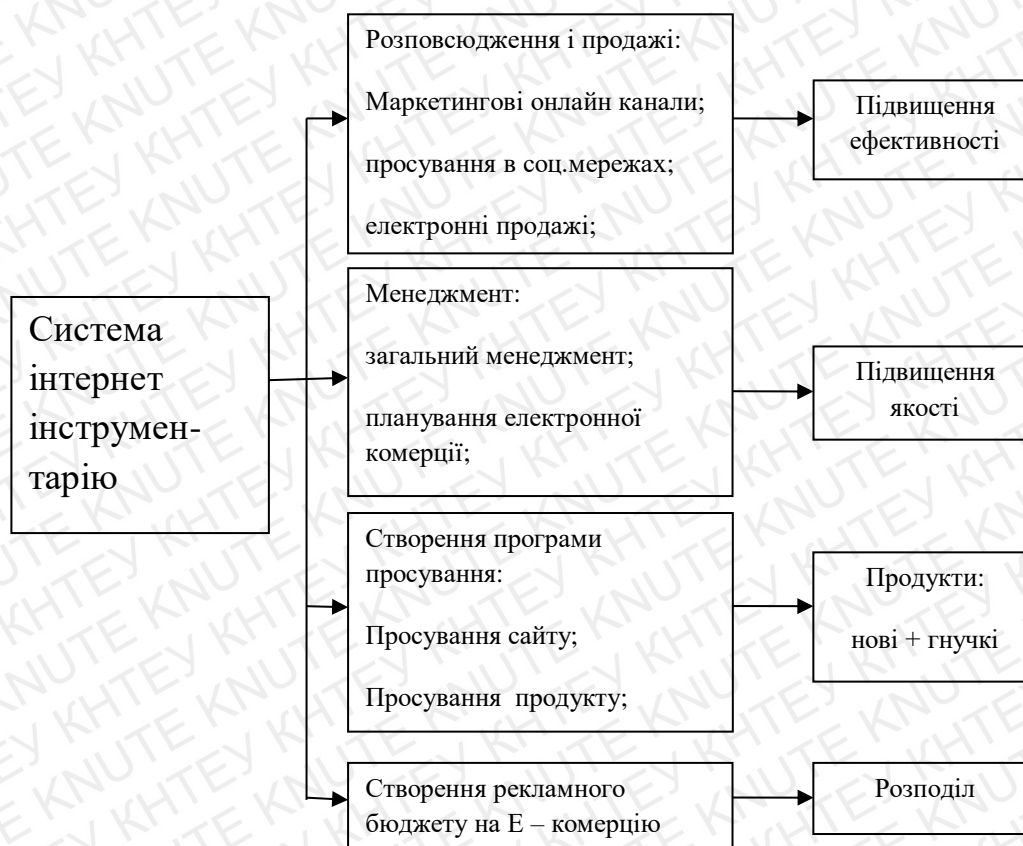 Розповсюдження і продажі:
Маркетингові онлайн канали;
просування в соц.мережах;
електронні продажі;
Підвищення
ефективності
Система
інтернет
інструмен-
тарію
Менеджмент:
загальний менеджмент;
планування електронної
комерції;
Підвищення
якості
Створення програми
просування:
Просування сайту;
Просування продукту;
Продукти:
нові + гнучкі
Створення рекламного
бюджету на Е – комерцію
Розподіл